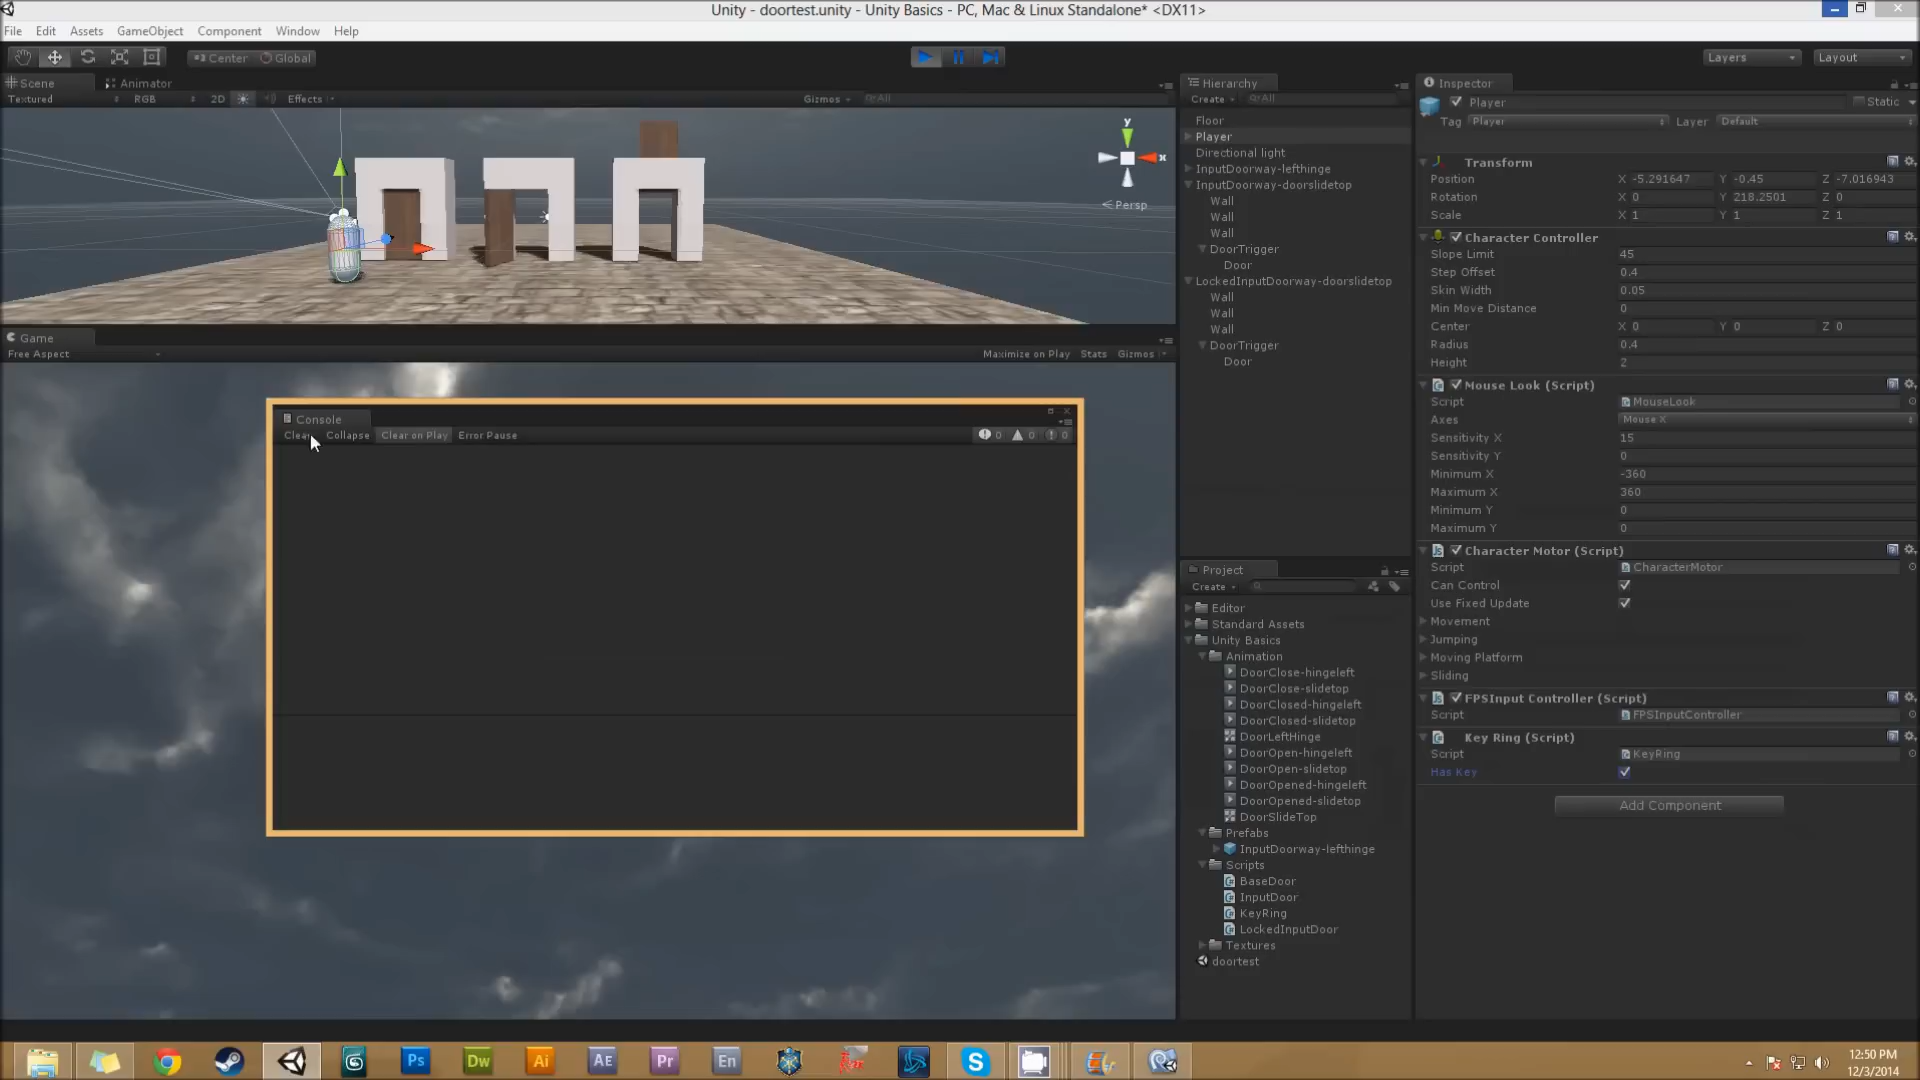 Unity - doortest.unity - Unity Basics - PC, Mac & Linux Standalone* <DX11>
File Edit Assets GameObject Component Window Help
Center Global
Layers Layout
Scene Animator
Textured RGB 2D Effects Gizmos All
y
x
Persp
Game
Free Aspect Maximize on Play Stats Gizmos
Console
Clear Collapse Clear on Play Error Pause 0 0 0
Hierarchy
Create All
Floor
Player
Directional light
InputDoorway-lefthinge
InputDoorway-doorslidetop
Wall
Wall
Wall
DoorTrigger
Door
LockedInputDoorway-doorslidetop
Wall
Wall
Wall
DoorTrigger
Door
Project
Create
Editor
Standard Assets
Unity Basics
Animation
DoorClose-hingeleft
DoorClose-slidetop
DoorClosed-hingeleft
DoorClosed-slidetop
DoorLeftHinge
DoorOpen-hingeleft
DoorOpen-slidetop
DoorOpened-hingeleft
DoorOpened-slidetop
DoorSlideTop
Prefabs
InputDoorway-lefthinge
Scripts
BaseDoor
InputDoor
KeyRing
LockedInputDoor
Textures
doortest
Inspector
Player Static
Tag Player Layer Default
Transform
Position X -5.291647 Y -0.45 Z -7.016943
Rotation X 0 Y 218.2501 Z 0
Scale X 1 Y 1 Z 1
Character Controller
Slope Limit 45
Step Offset 0.4
Skin Width 0.05
Min Move Distance 0
Center X 0 Y 0 Z 0
Radius 0.4
Height 2
Mouse Look (Script)
Script MouseLook
Axes Mouse X
Sensitivity X 15
Sensitivity Y 0
Minimum X -360
Maximum X 360
Minimum Y 0
Maximum Y 0
Character Motor (Script)
Script CharacterMotor
Can Control
Use Fixed Update
Movement
Jumping
Moving Platform
Sliding
FPSInput Controller (Script)
Script FPSInputController
Key Ring (Script)
Script KeyRing
Has Key
Add Component
Ps Dw Ai AE Pr En
12:50 PM
12/3/2014